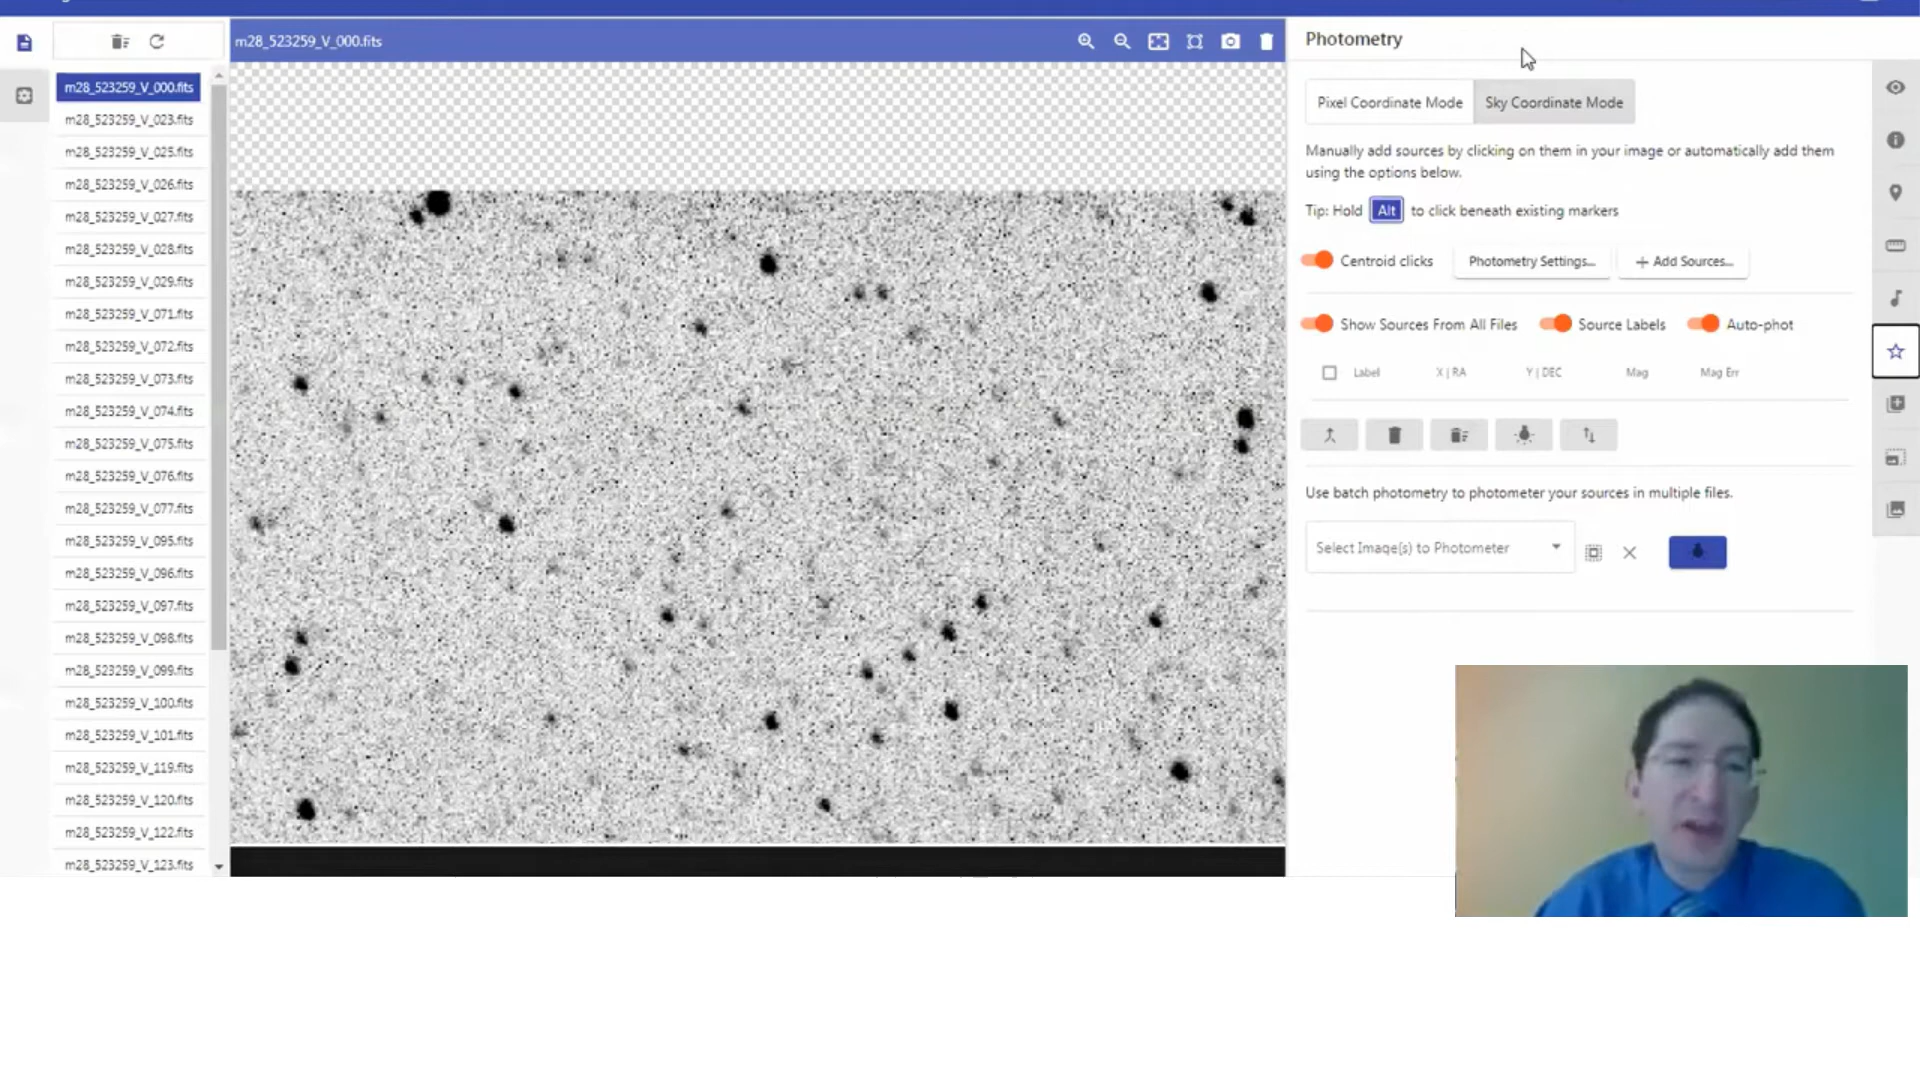 m28_523259_V_000.fits
m28_523259_V_023.fits
m28_523259_V_025.fits
m28_523259_V_026.fits
m28_523259_V_027.fits
m28_523259_V_028.fits
m28_523259_V_029.fits
m28_523259_V_071.fits
m28_523259_V_072.fits
m28_523259_V_073.fits
m28_523259_V_074.fits
m28_523259_V_075.fits
m28_523259_V_076.fits
m28_523259_V_077.fits
m28_523259_V_095.fits
m28_523259_V_096.fits
m28_523259_V_097.fits
m28_523259_V_098.fits
m28_523259_V_099.fits
m28_523259_V_100.fits
m28_523259_V_101.fits
m28_523259_V_119.fits
m28_523259_V_120.fits
m28_523259_V_122.fits
m28_523259_V_123.fits
m28_523259_V_000.fits
Photometry
Pixel Coordinate Mode Sky Coordinate Mode
Manually add sources by clicking on them in your image or automatically add them
using the options below.
Tip: Hold Alt to click beneath existing markers
Centroid clicks Photometry Settings... + Add Sources...
Show Sources From All Files Source Labels Auto-phot
Label X | RA Y | DEC Mag Mag Err
Use batch photometry to photometer your sources in multiple files.
Select Image(s) to Photometer